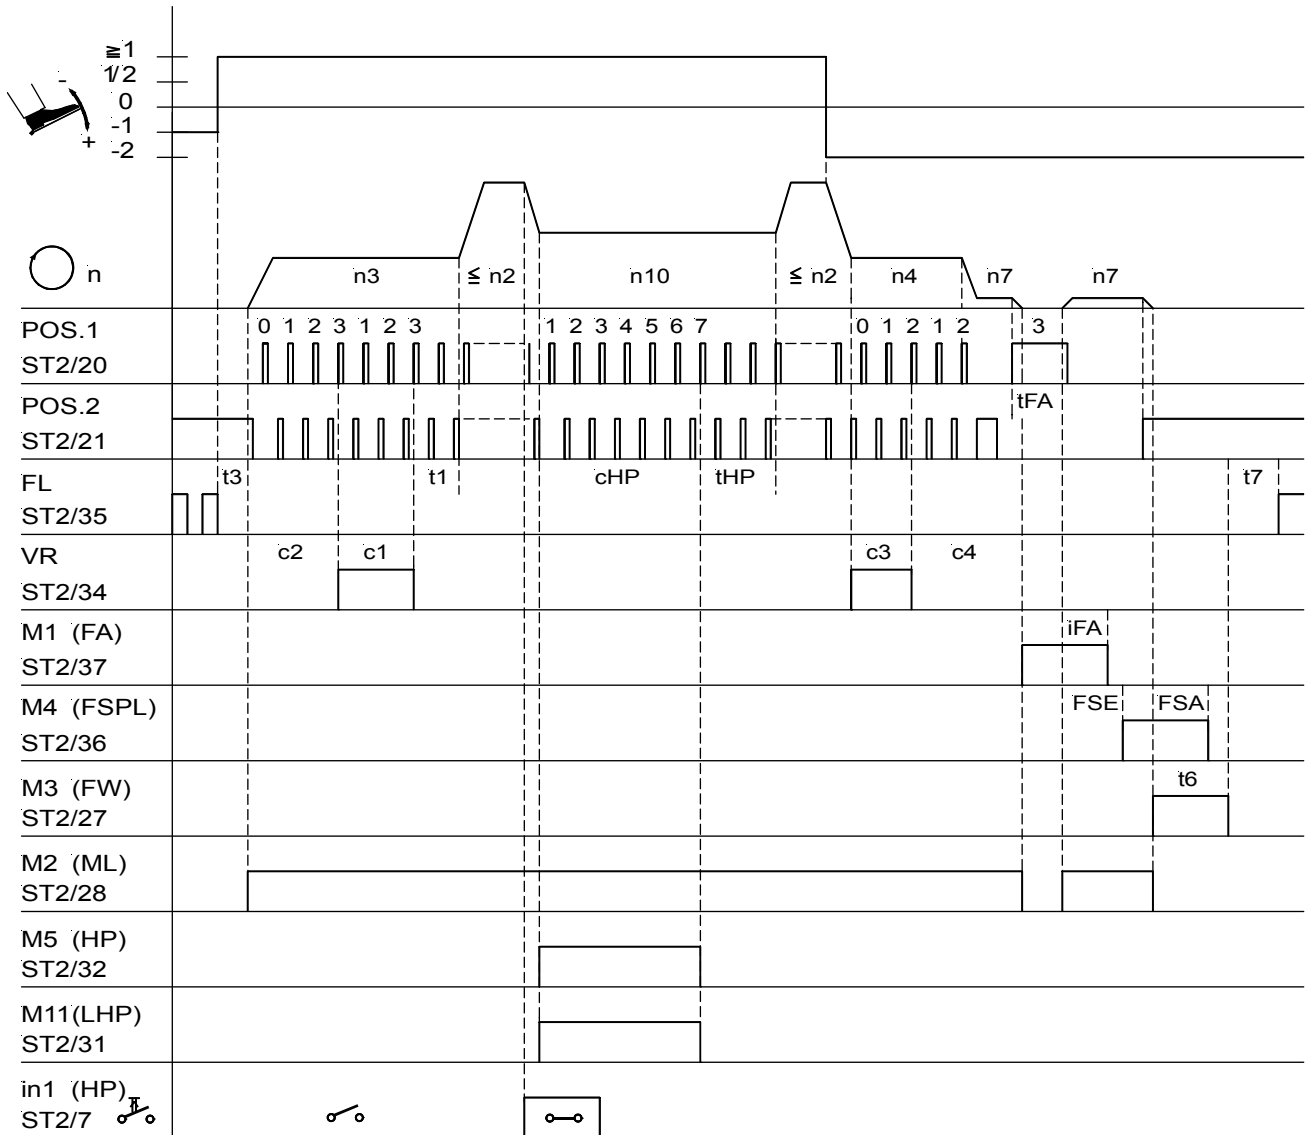 ≧1
1/2
0
-1
-2
-
+
n
n3
≦ n2
n10
≦ n2
n4
n7
n7
POS.1
ST2/20
0 1 2 3 1 2 3
1 2 3 4 5 6 7
0 1 2 1 2
3
POS.2
ST2/21
tFA
FL
ST2/35
t3
t1
cHP
tHP
t7
VR
ST2/34
c2
c1
c3
c4
M1 (FA)
ST2/37
iFA
M4 (FSPL)
ST2/36
FSE
FSA
M3 (FW)
ST2/27
t6
M2 (ML)
ST2/28
M5 (HP)
ST2/32
M11(LHP)
ST2/31
in1 (HP)
ST2/7